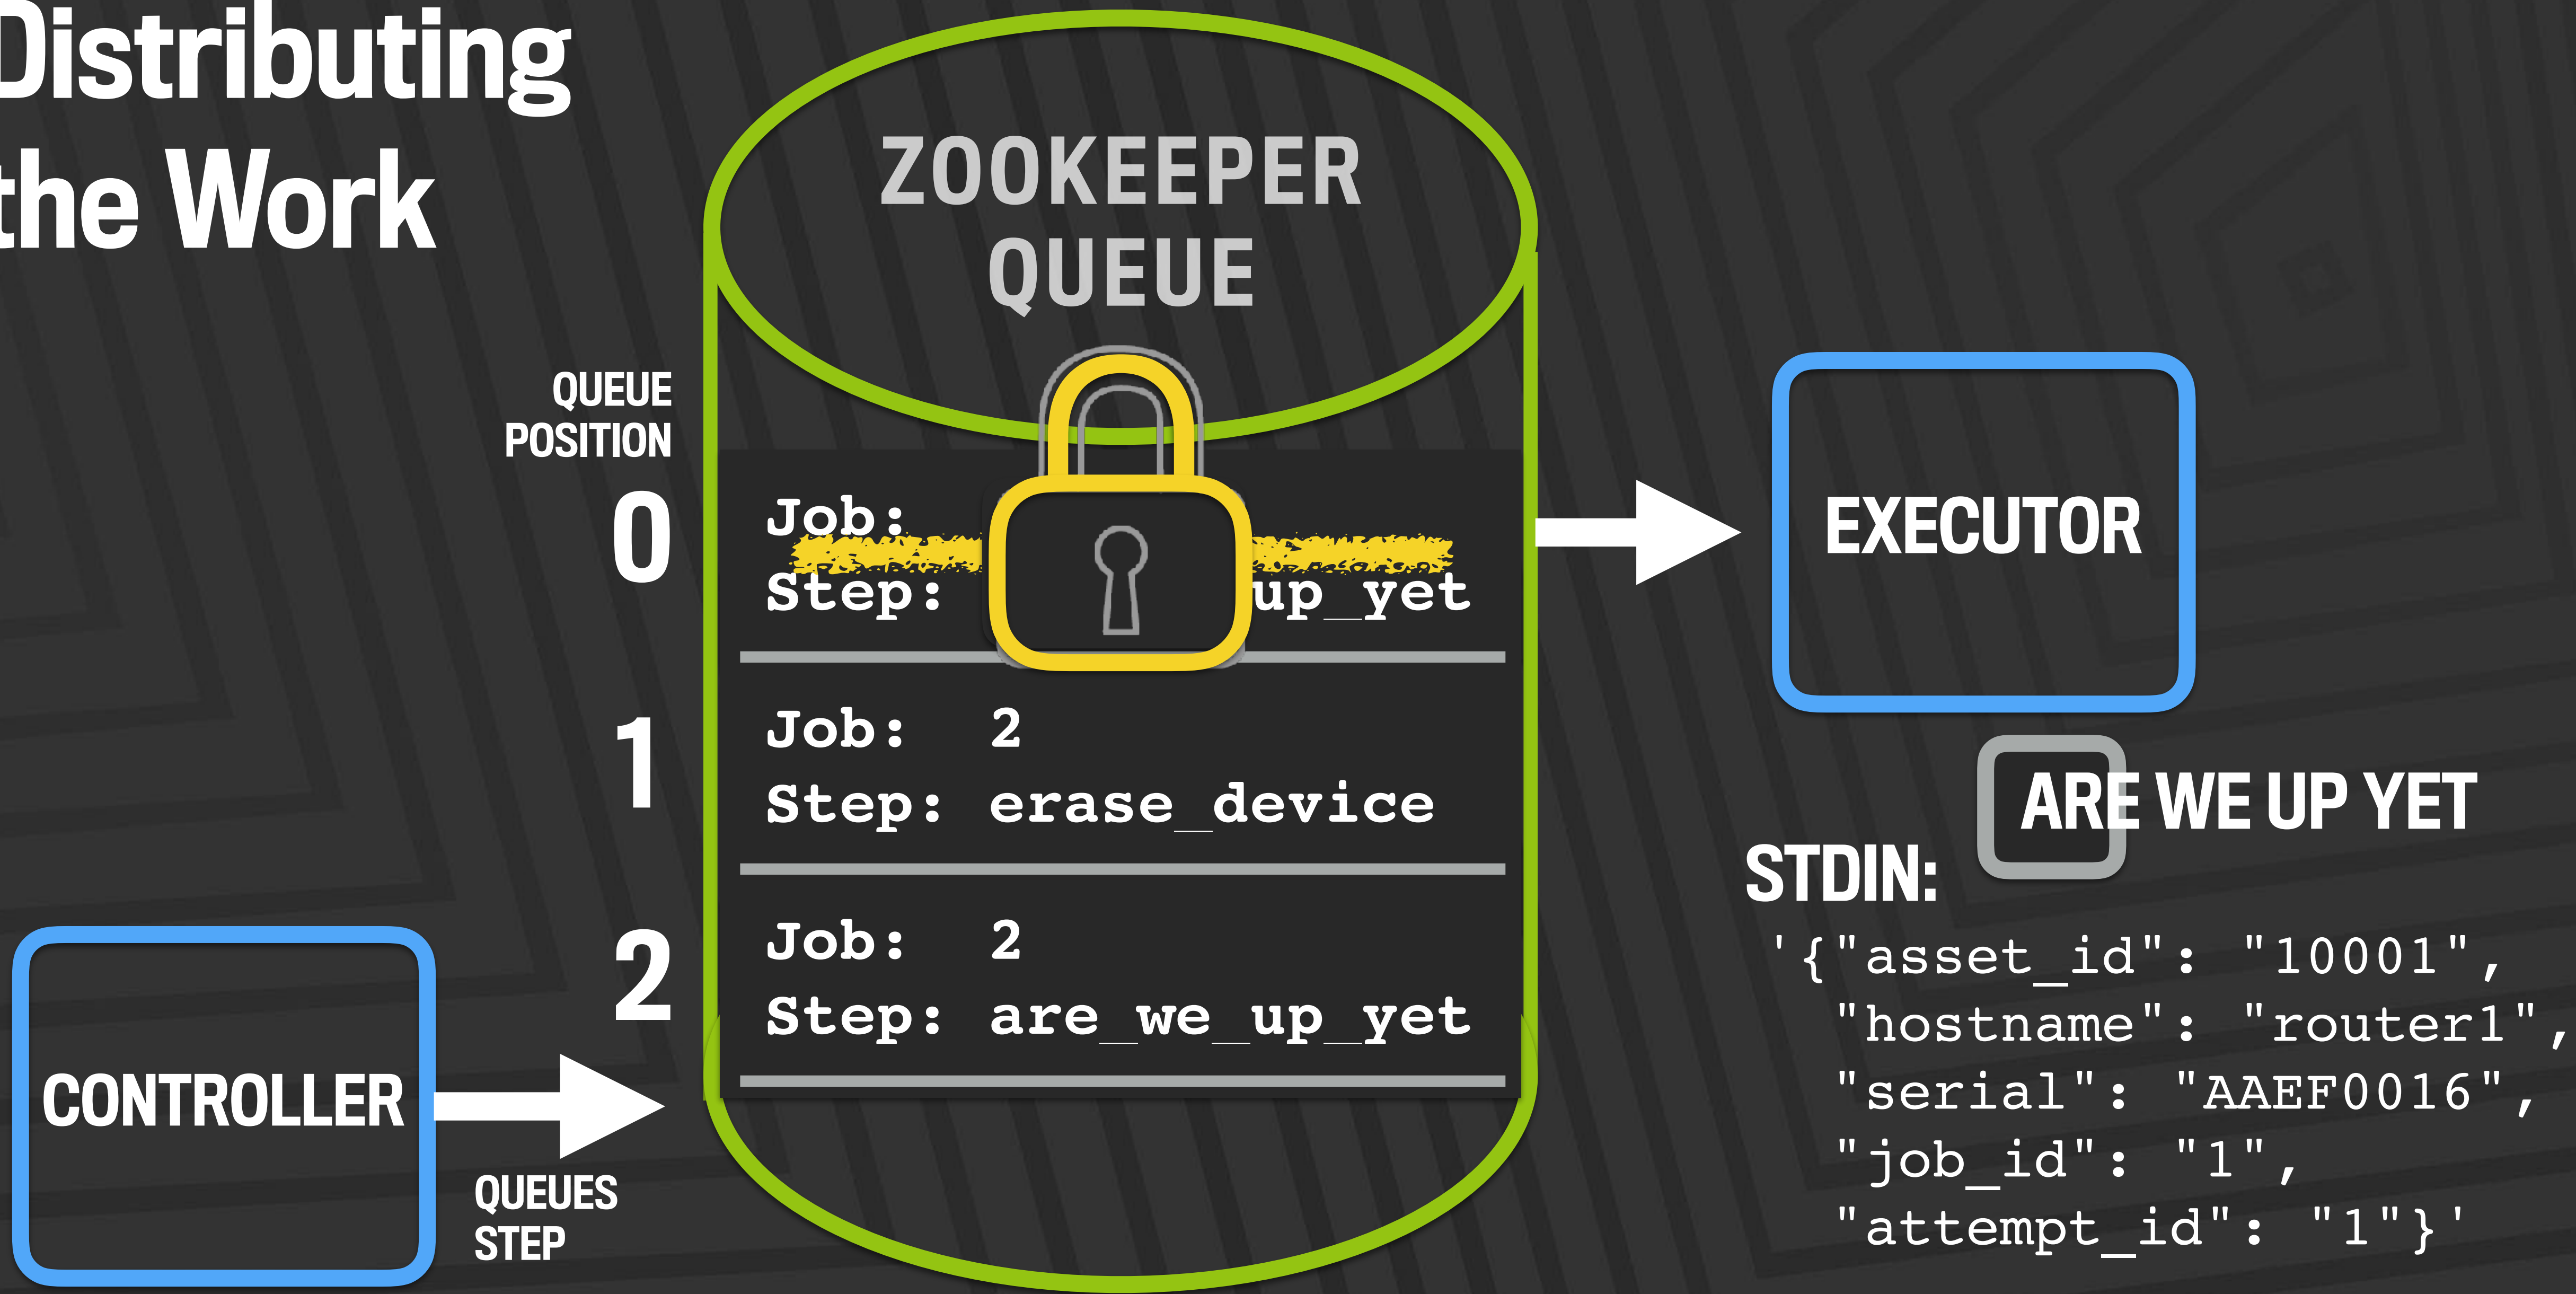 Distributing
the Work
ZOOKEEPER
QUEUE
QUEUE
POSITION
0
Job:
Step: up_yet
1
Job: 2
Step: erase_device
2
Job: 2
Step: are_we_up_yet
CONTROLLER
QUEUES
STEP
EXECUTOR
ARE WE UP YET
STDIN:
'{"asset_id": "10001",
"hostname": "router1",
"serial": "AAEF0016",
"job_id": "1",
"attempt_id": "1"}'